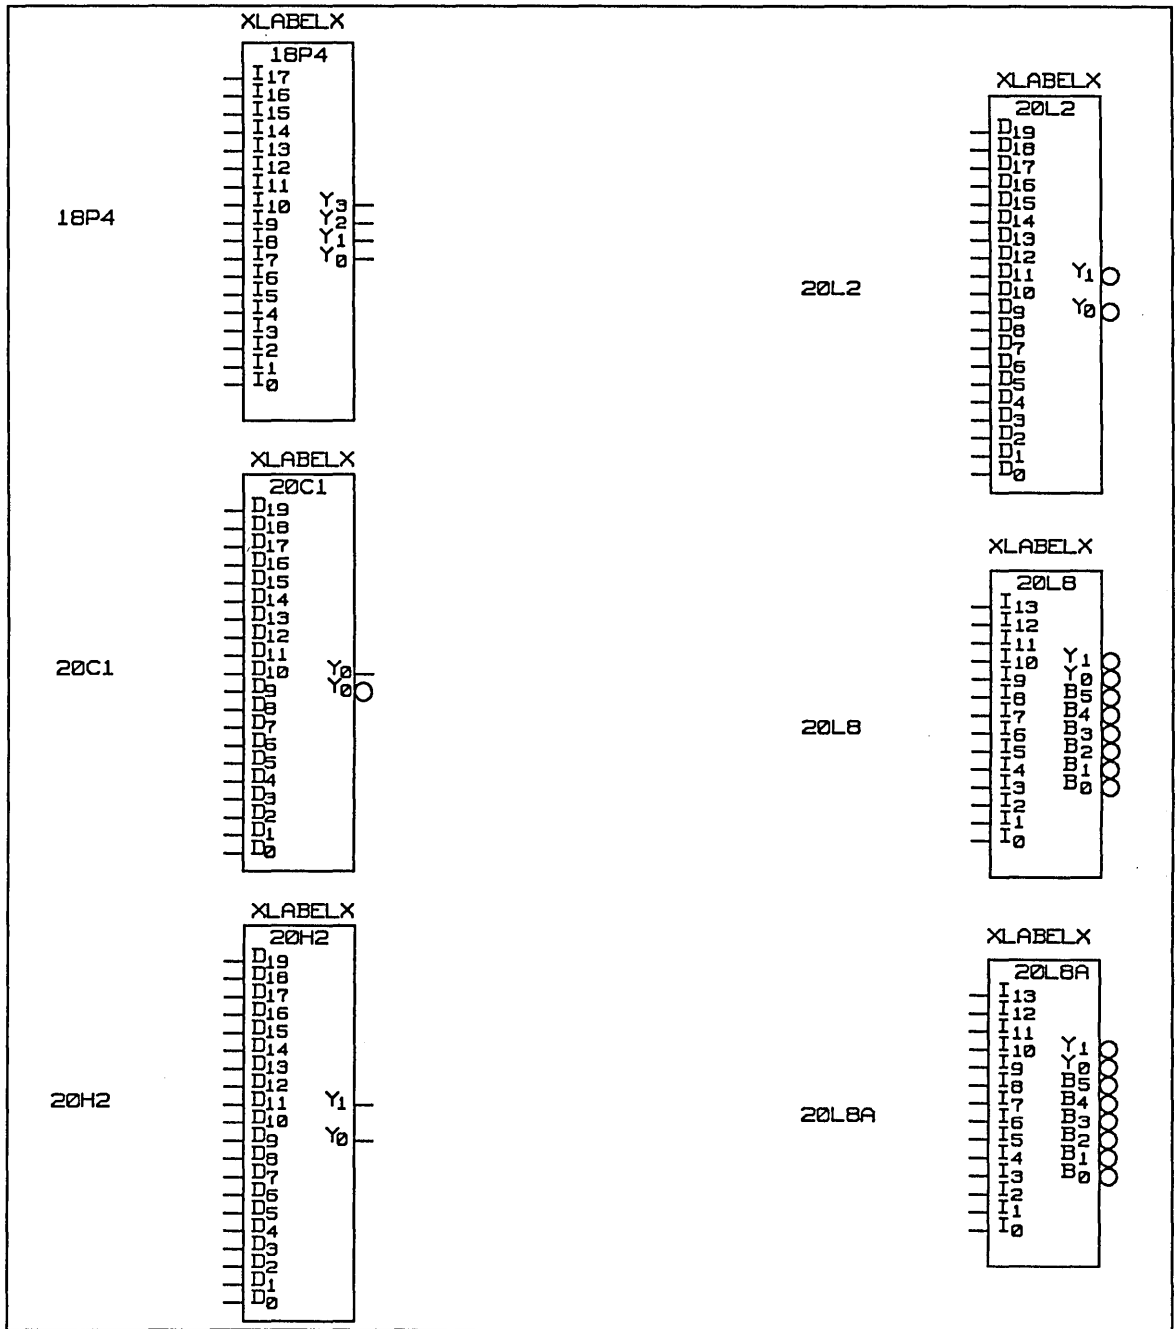 XLABELX
18P4
I17
I16
I15
I14
I13
I12
I11
I10 Y3
I9 Y2
I8 Y1
I7 Y0
I6
I5
I4
I3
I2
I1
I0
18P4
XLABELX
20C1
D19
D18
D17
D16
D15
D14
D13
D12
D11
D10 Y0
D9 Y0
D8
D7
D6
D5
D4
D3
D2
D1
D0
20C1
XLABELX
20H2
D19
D18
D17
D16
D15
D14
D13
D12
D11 Y1
D10
D9 Y0
D8
D7
D6
D5
D4
D3
D2
D1
D0
20H2
XLABELX
20L2
D19
D18
D17
D16
D15
D14
D13
D12
D11 Y1
D10
D9 Y0
D8
D7
D6
D5
D4
D3
D2
D1
D0
20L2
XLABELX
20L8
I13
I12
I11
I10 Y1
I9 Y0
I8 B5
I7 B4
I6 B3
I5 B2
I4 B1
I3 B0
I2
I1
I0
20L8
XLABELX
20L8A
I13
I12
I11
I10 Y1
I9 Y0
I8 B5
I7 B4
I6 B3
I5 B2
I4 B1
I3 B0
I2
I1
I0
20L8A